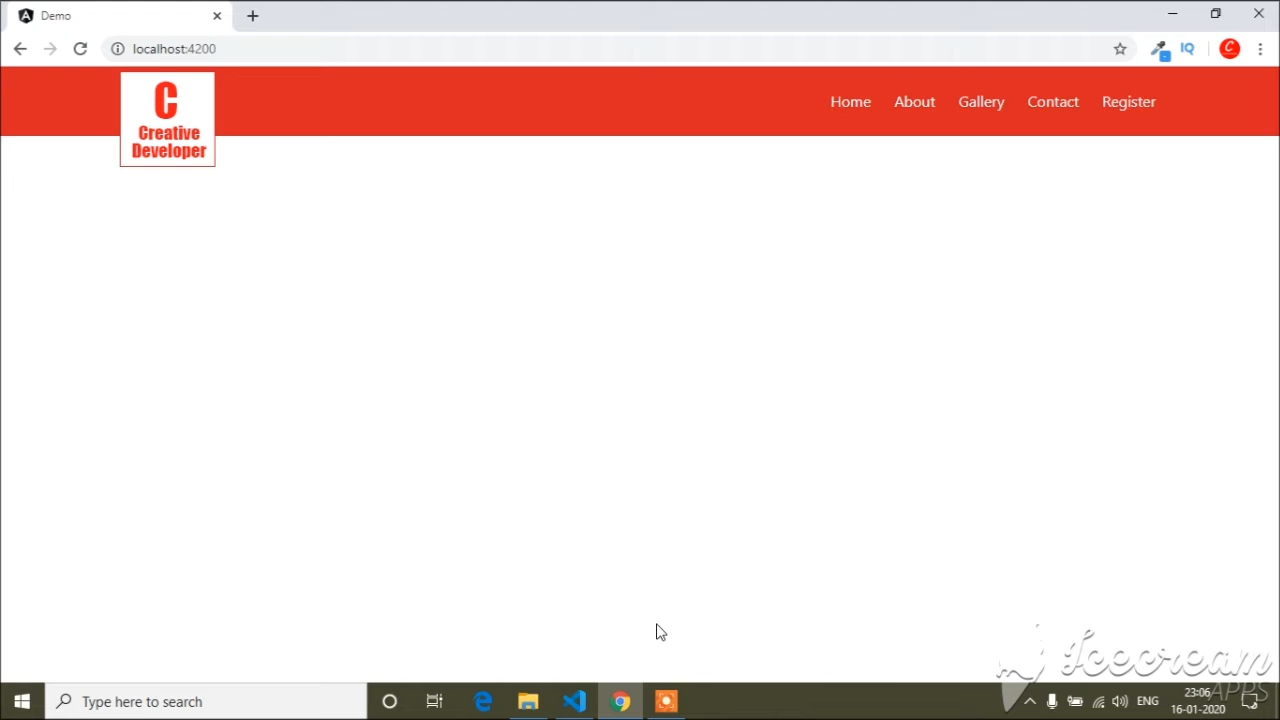 Demo
localhost:4200
IQ
C
C
Creative
Developer
Home
About
Gallery
Contact
Register
Icecream
APPS
Type here to search
ENG
23:06
16-01-2020